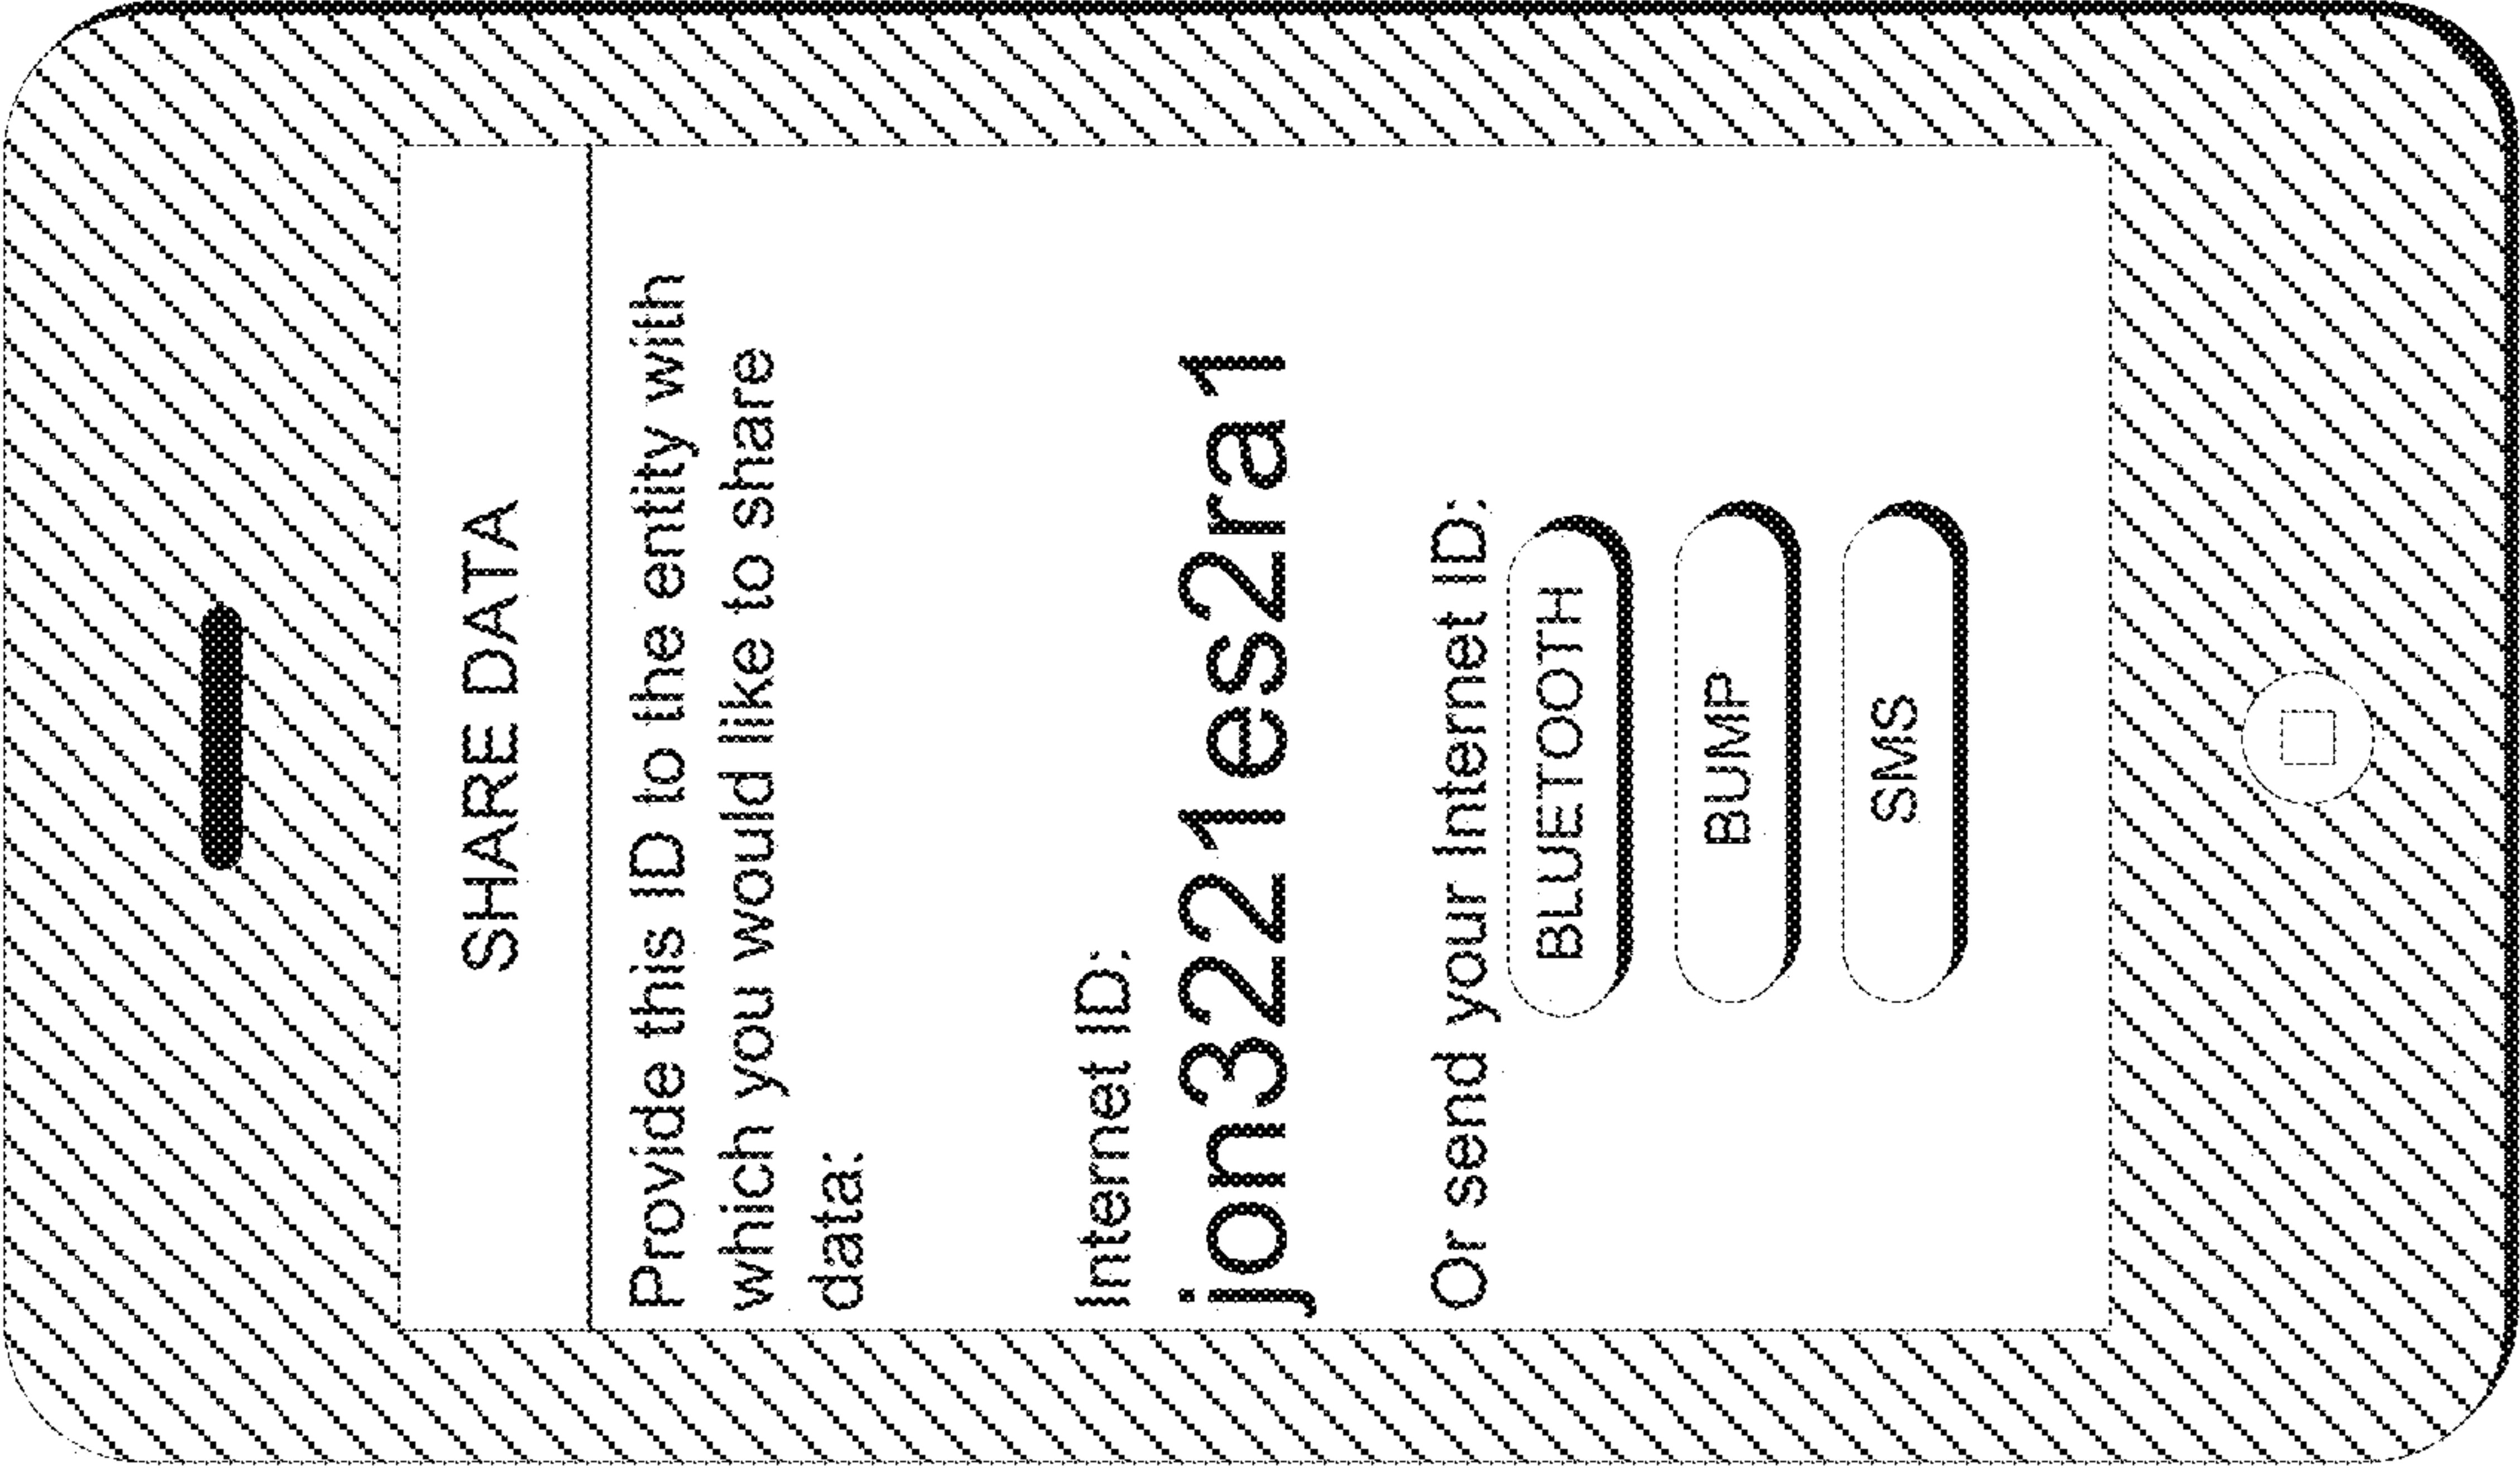 SHARE DATA
Provide this ID to the entity with
which you would like to share
data:
Internet ID:
jon3221es2ra1
Or send your Internet ID:
BLUETOOTH
BUMP
SMS